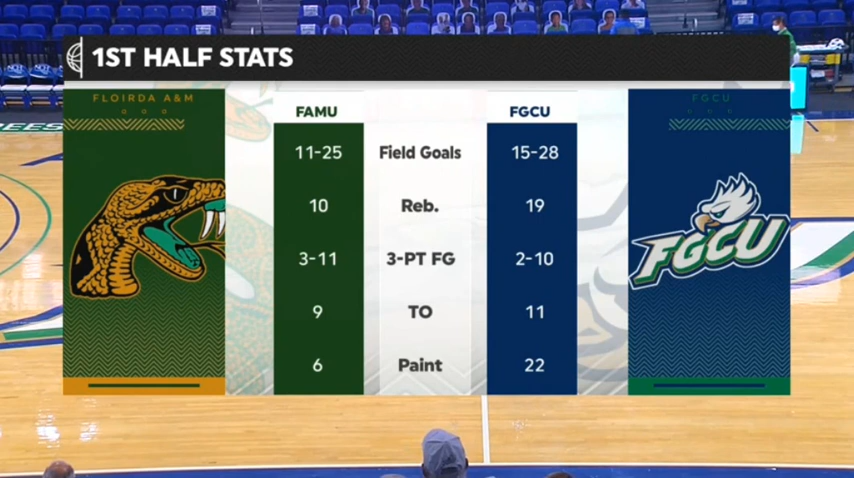 1ST HALF STATS
FLOIRDA A&M
FGCU
FAMU
FGCU
11-25 Field Goals 15-28
10 Reb. 19
3-11 3-PT FG 2-10
9 TO 11
6 Paint 22
FGCU